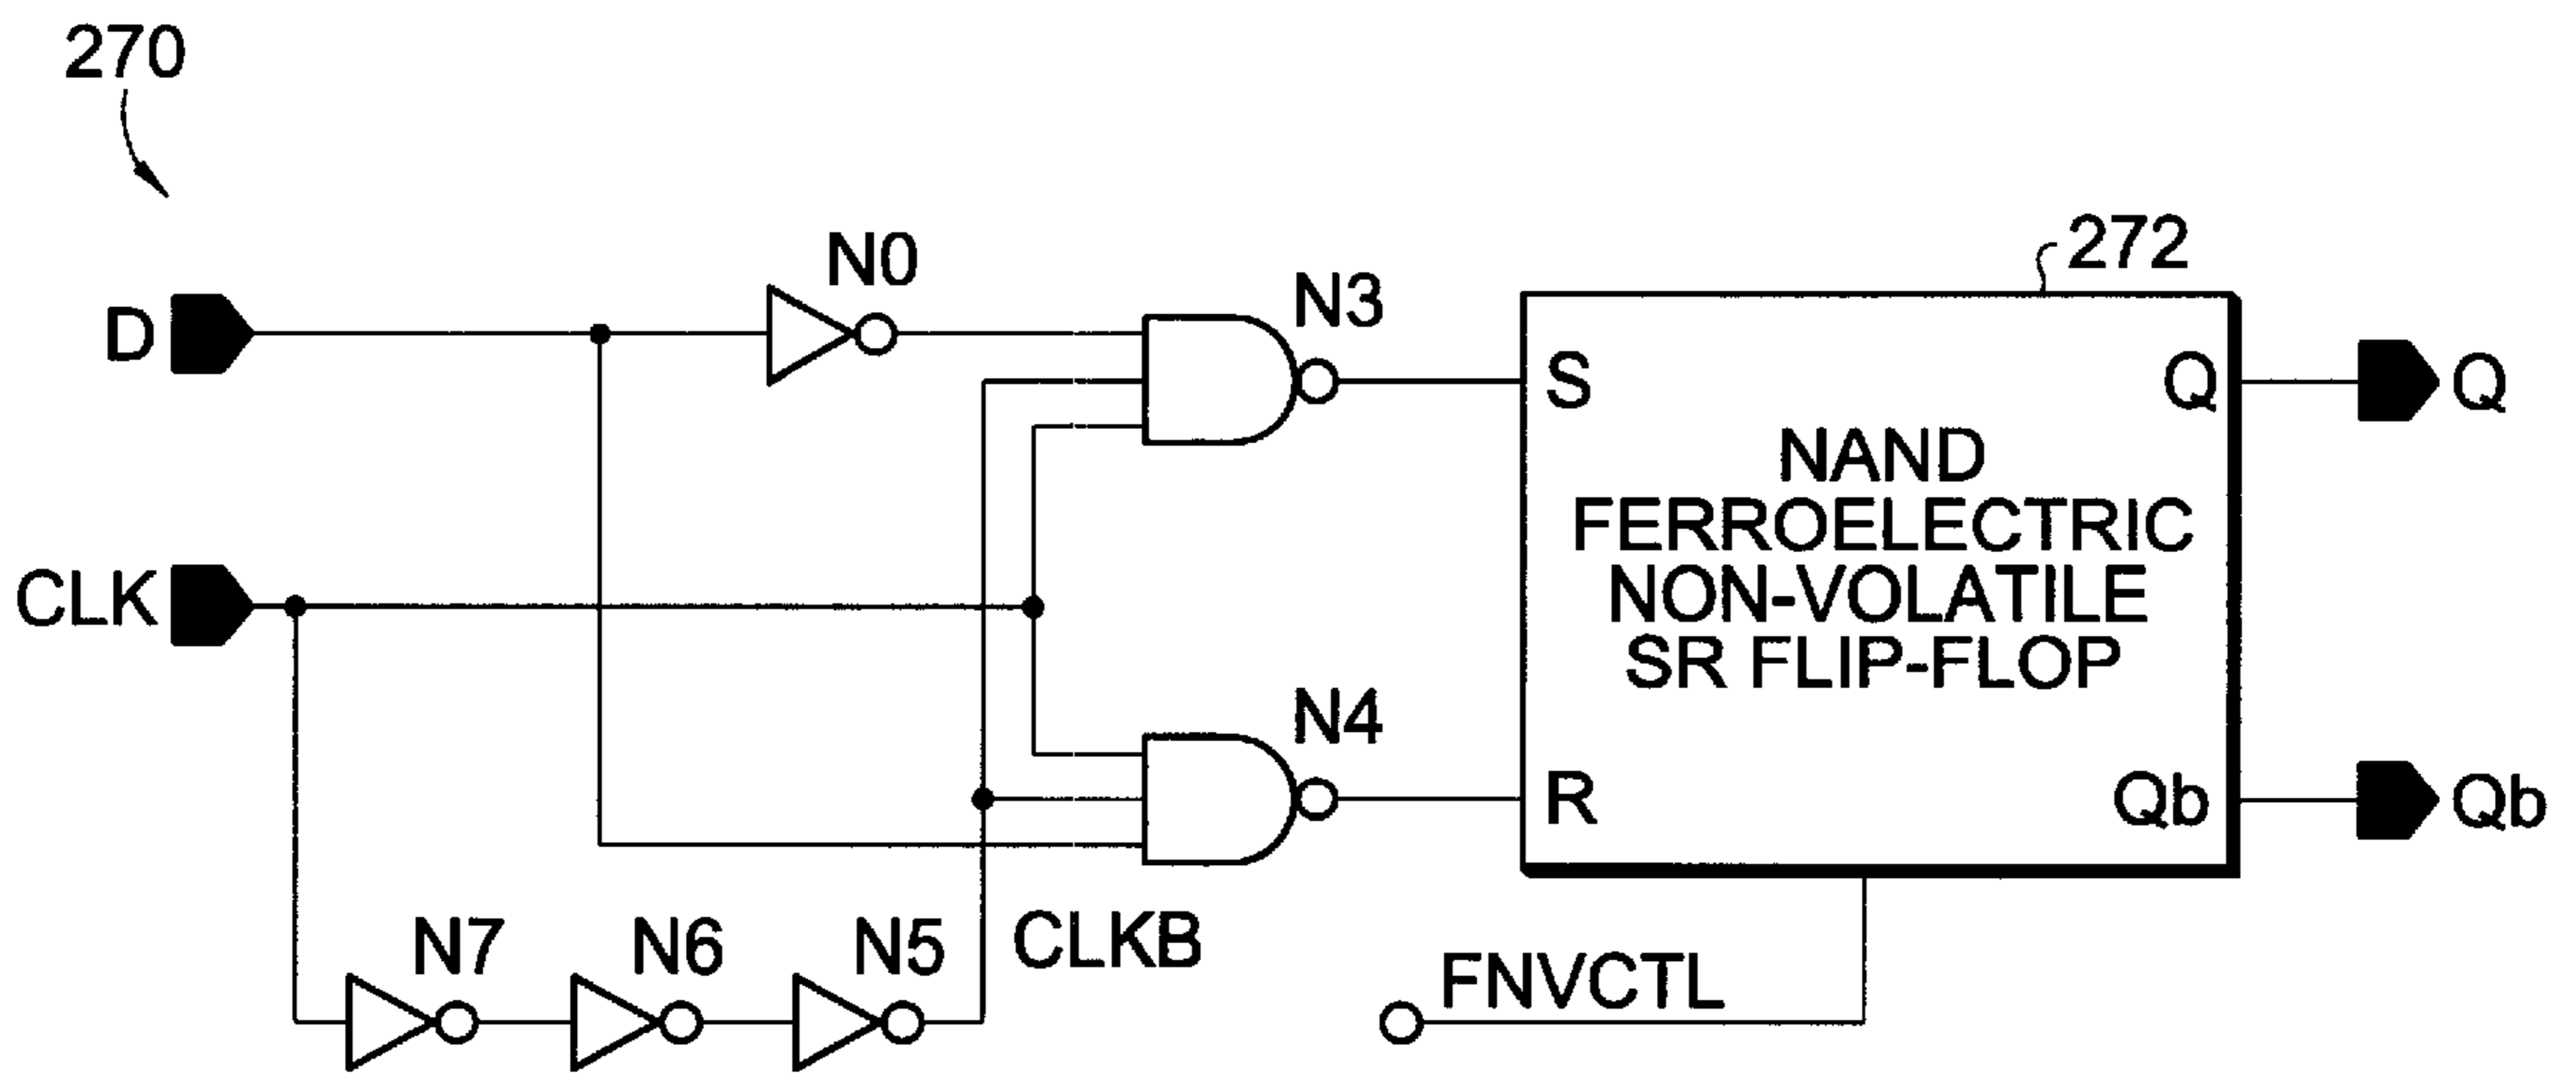 270
272
N0
N3
D
S
Q
Q
NAND
FERROELECTRIC
NON-VOLATILE
SR FLIP-FLOP
CLK
N4
R
Qb
Qb
N7
N6
N5
CLKB
FNVCTL